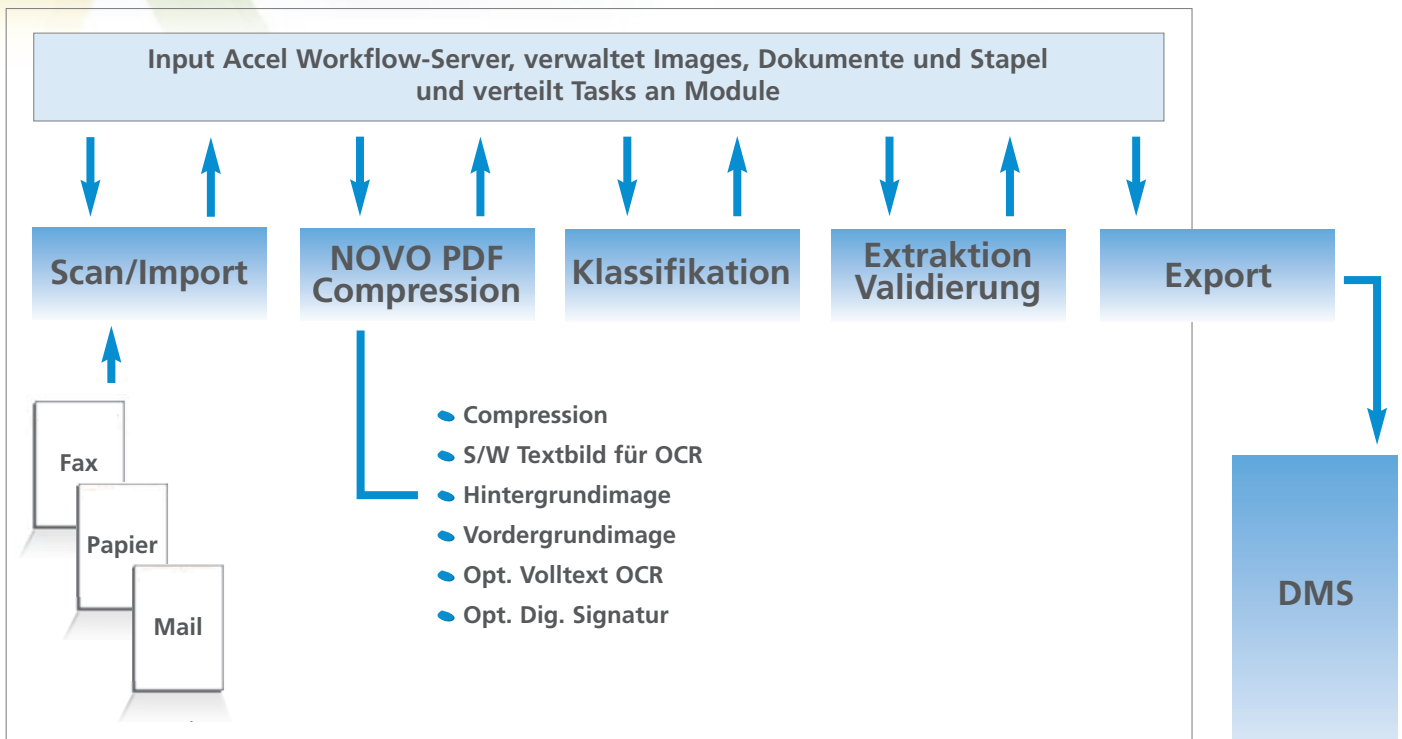 Input Accel Workflow-Server, verwaltet Images, Dokumente und Stapel
und verteilt Tasks an Module
Scan/Import
NOVO PDF
Compression
Klassifikation
Extraktion
Validierung
Export
Fax
Papier
Mail
Compression
S/W Textbild für OCR
Hintergrundimage
Vordergrundimage
Opt. Volltext OCR
Opt. Dig. Signatur
DMS